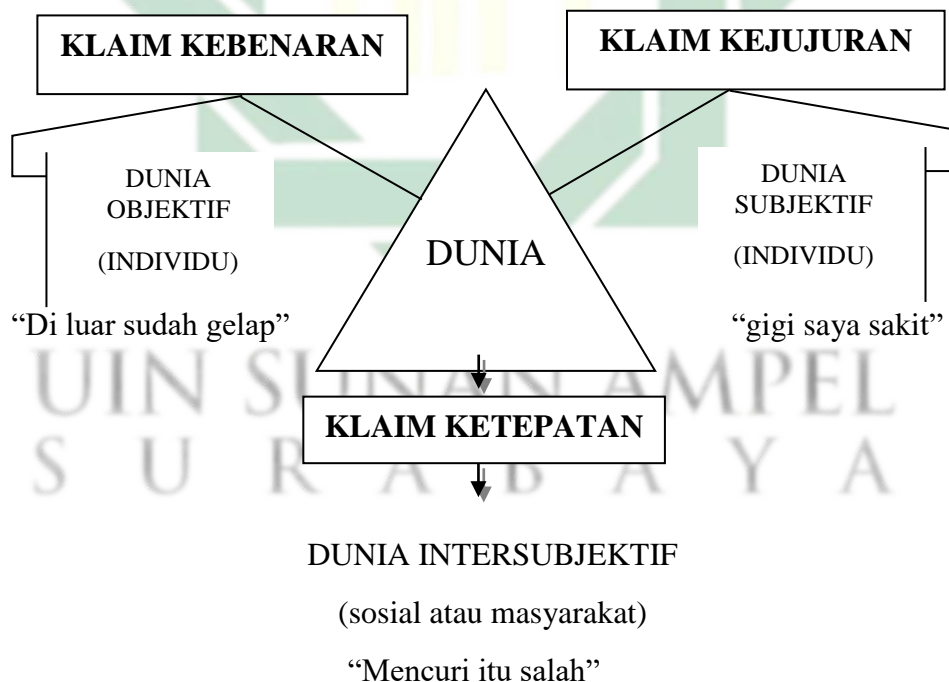 KLAIM KEBENARAN
KLAIM KEJUJURAN
DUNIA
OBJEKTIF
(INDIVIDU)
“Di luar sudah gelap”
DUNIA
DUNIA
SUBJEKTIF
(INDIVIDU)
“gigi saya sakit”
UIN SUNAN AMPEL
SURABAYA
KLAIM KETEPATAN
DUNIA INTERSUBJEKTIF
(sosial atau masyarakat)
“Mencuri itu salah”